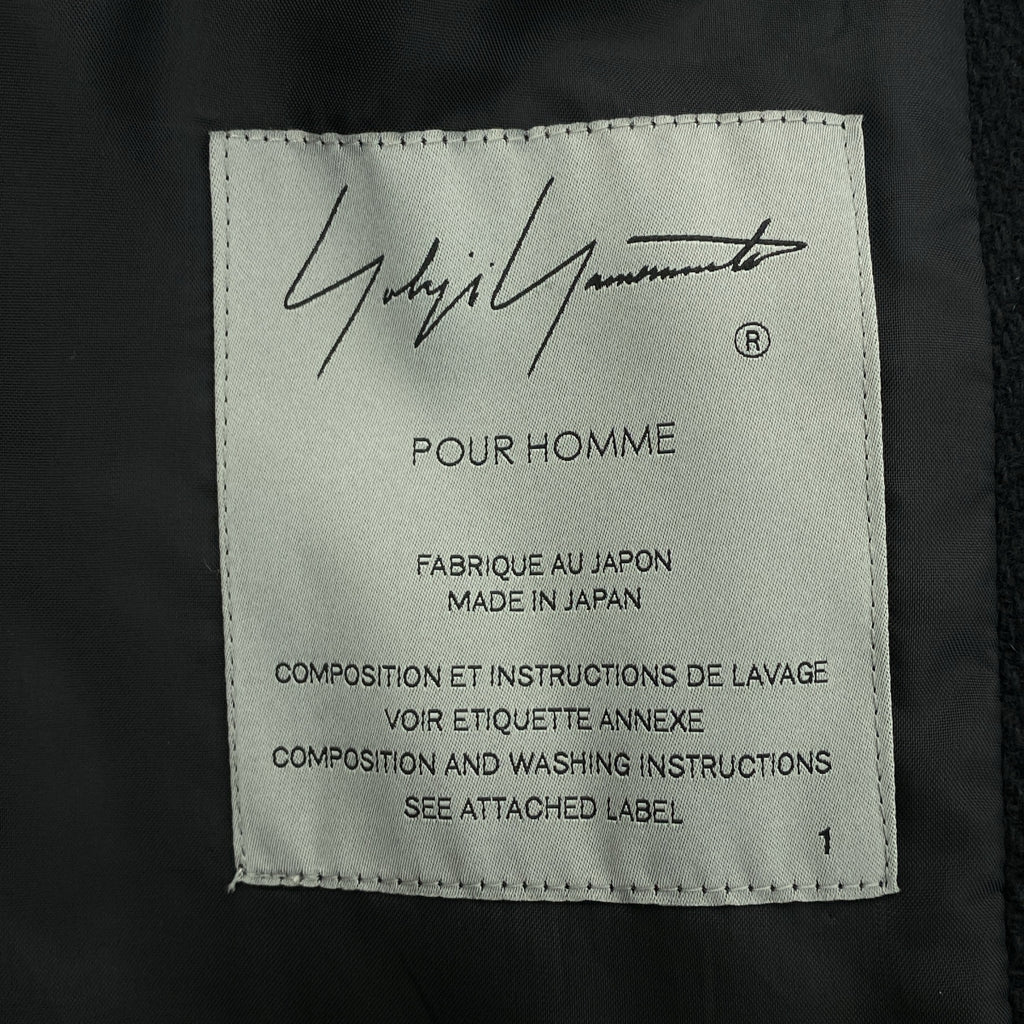 Yohji Yamamoto
®
POUR HOMME
FABRIQUE AU JAPON
MADE IN JAPAN
COMPOSITION ET INSTRUCTIONS DE LAVAGE
VOIR ETIQUETTE ANNEXE
COMPOSITION AND WASHING INSTRUCTIONS
SEE ATTACHED LABEL
1